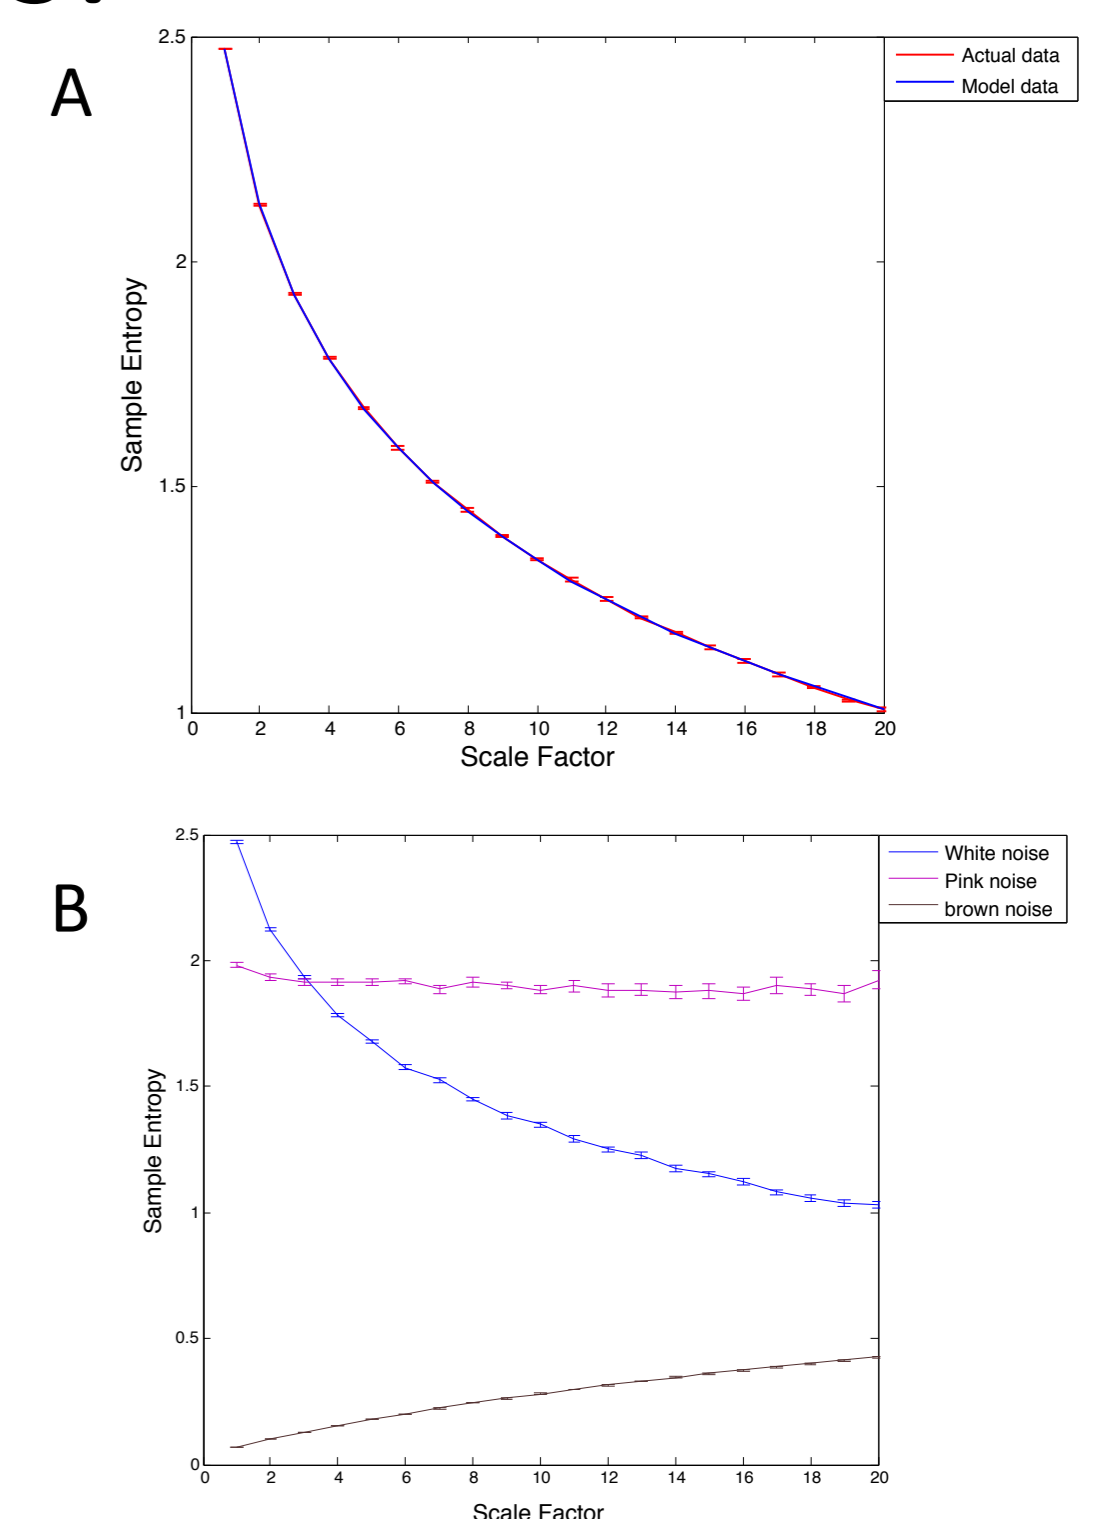 A
2.5
2
1.5
1
Sample Entropy
0 2 4 6 8 10 12 14 16 18 20
Scale Factor
Actual data
Model data
B
2.5
2
1.5
1
0.5
0
Sample Entropy
0 2 4 6 8 10 12 14 16 18 20
Scale Factor
White noise
Pink noise
brown noise